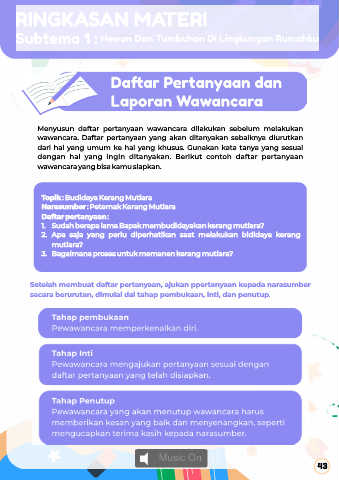 RINGKASAN MATERI
Subtema 1 : Hewan Dan Tumbuhan Di Lingkungan Rumahku
Daftar Pertanyaan dan
Laporan Wawancara
Menyusun daftar pertanyaan wawancara dilakukan sebelum melakukan
wawancara. Daftar pertanyaan yang akan ditanyakan sebaiknya diurutkan
dari hal yang umum ke hal yang khusus. Gunakan kata tanya yang sesuai
dengan hal yang ingin ditanyakan. Berikut contoh daftar pertanyaan
wawancara yang bisa kamu siapkan.
Topik : Budidaya Kerang Mutiara
Narasumber : Peternak Kerang Mutiara
Daftar pertanyaan :
1. Sudah berapa lama Bapak membudidayakan kerang mutiara?
2. Apa saja yang perlu diperhatikan saat melakukan bididaya kerang
mutiara?
3. Bagaimana proses untuk memanen kerang mutiara?
Setelah membuat daftar pertanyaan, ajukan ppertanyaan kepada narasumber
secara berurutan, dimulai dai tahap pembukaan, inti, dan penutup.
Tahap pembukaan
Pewawancara memperkenalkan diri.
Tahap Inti
Pewawancara mengajukan pertanyaan sesuai dengan
daftar pertanyaan yang telah disiapkan.
Tahap Penutup
Pewawancara yang akan menutup wawancara harus
memberikan kesan yang baik dan menyenangkan, seperti
mengucapkan terima kasih kepada narasumber.
Music On
43